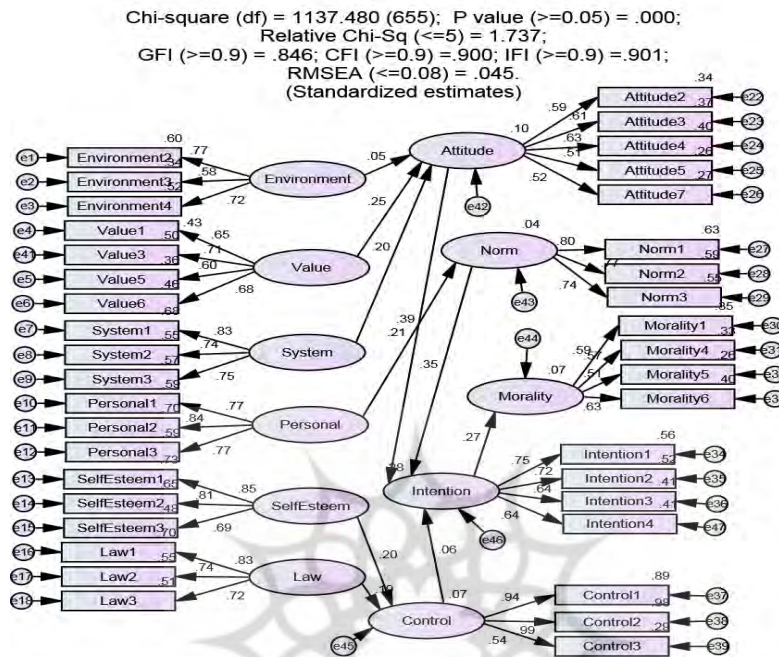 Chi-square (df) = 1137.480 (655); P value (>=0.05) = .000;
Relative Chi-Sq (<=5) = 1.737;
GFI (>=0.9) = .846; CFI (>=0.9) =.900; IFI (>=0.9) =.901;
RMSEA (<=0.08) = .045.
(Standardized estimates)
e1 Environment2 .60 .77
e2 Environment3 .58
e3 Environment4 .72
Environment .05
e4 Value1 .43 .65
e41 Value3 .50 .71
e5 Value5 .36 .60
e6 Value6 .46 .68
Value .25
e7 System1 .83
e8 System2 .55 .74
e9 System3 .57 .75
System .20
e10 Personal1 .59 .77
e11 Personal2 .70 .84
e12 Personal3 .59 .77
Personal .21
e13 SelfEsteem1 .73 .85
e14 SelfEsteem2 .65 .81
e15 SelfEsteem3 .48 .69
SelfEsteem .20
e16 Law1 .70 .83
e17 Law2 .55 .74
e18 Law3 .51 .72
Law
Attitude .10 e42
.59 Attitude2 .34 e22
.61 Attitude3 .37 e23
.63 Attitude4 .40 e24
.51 Attitude5 .26 e25
.52 Attitude7 .27 e26
.39
Norm .04 e43
.80 Norm1 .63 e27
.77 Norm2 .59 e28
.74 Norm3 .55 e29
.35
Morality .07 e44
.59 Morality1
.57 Morality4 .33
.51 Morality5 .26
.63 Morality6 .40
.27
Intention e46
.75 Intention1 .56 e34
.72 Intention2 .52 e35
.64 Intention3 .41 e36
.64 Intention4 .41 e47
.06
Control .07 e45
.94 Control1 .89 e37
.99 Control2 .98 e38
.54 Control3 .29 e39